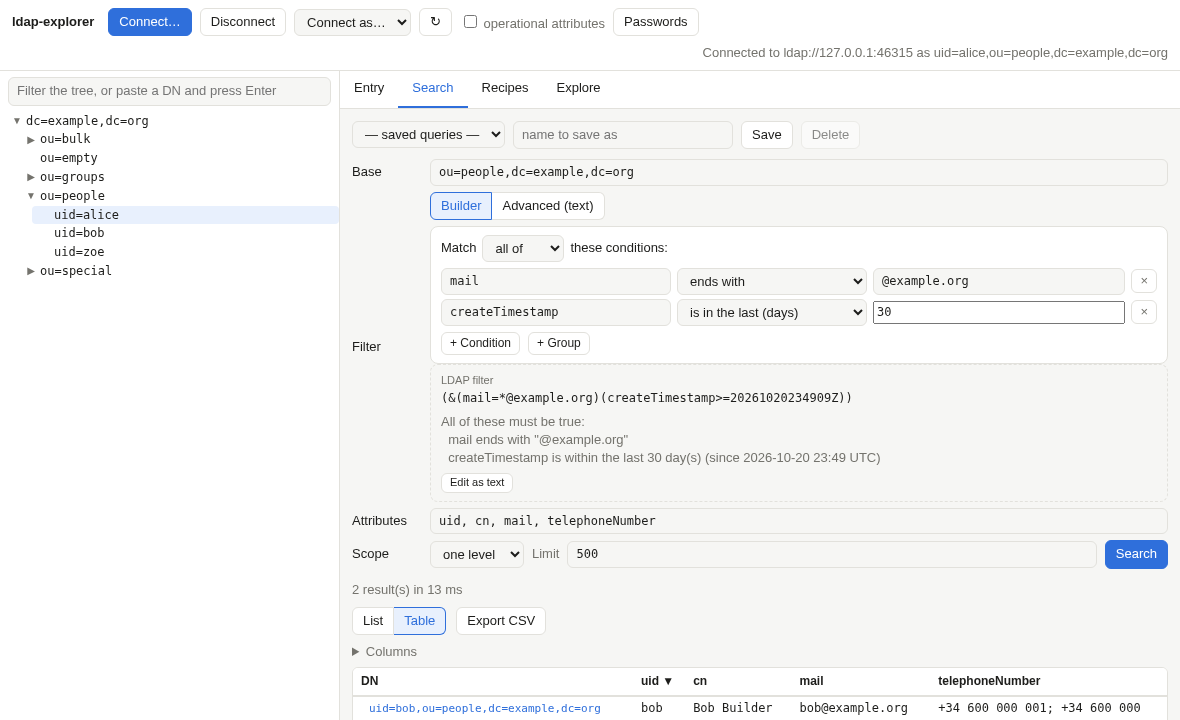 ldap-explorer Connect… Disconnect Connect as… ↻ operational attributes Passwords
Connected to ldap://127.0.0.1:46315 as uid=alice,ou=people,dc=example,dc=org
Filter the tree, or paste a DN and press Enter
▼ dc=example,dc=org
▶ ou=bulk
ou=empty
▶ ou=groups
▼ ou=people
uid=alice
uid=bob
uid=zoe
▶ ou=special
Entry Search Recipes Explore
— saved queries — name to save as Save Delete
Base ou=people,dc=example,dc=org
Builder Advanced (text)
Filter
Match all of these conditions:
mail ends with @example.org ×
createTimestamp is in the last (days) 30 ×
+ Condition + Group
LDAP filter
(&(mail=*@example.org)(createTimestamp>=20261020234909Z))
All of these must be true:
mail ends with "@example.org"
createTimestamp is within the last 30 day(s) (since 2026-10-20 23:49 UTC)
Edit as text
Attributes uid, cn, mail, telephoneNumber
Scope one level Limit 500 Search
2 result(s) in 13 ms
List Table Export CSV
▶ Columns
DN uid ▼ cn mail telephoneNumber
uid=bob,ou=people,dc=example,dc=org bob Bob Builder bob@example.org +34 600 000 001; +34 600 000